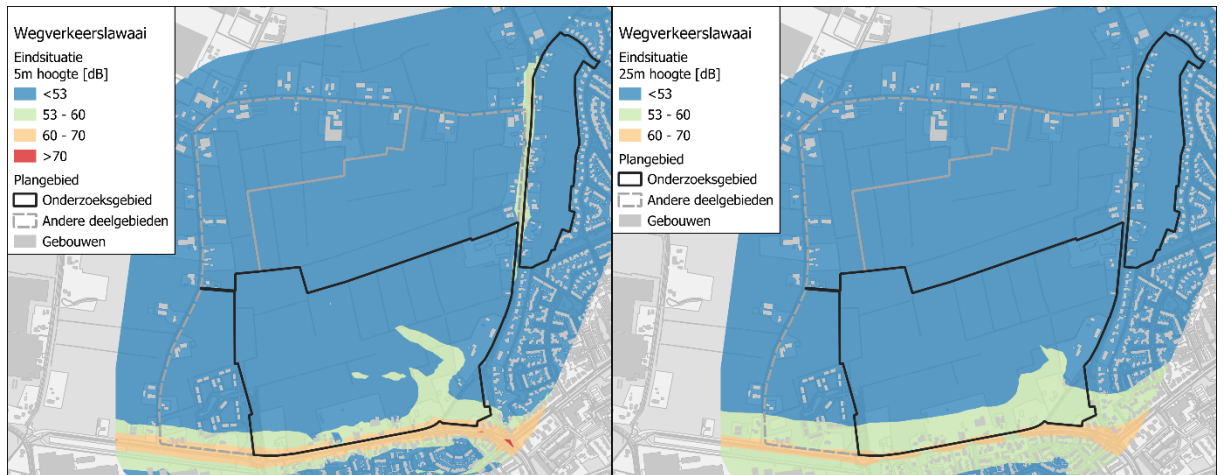 Wegverkeerslawaai
Eindsituatie
5m hoogte [dB]
<53
53 - 60
60 - 70
>70
Plangebied
Onderzoeksgebied
Andere deelgebieden
Gebouwen
Wegverkeerslawaai
Eindsituatie
25m hoogte [dB]
<53
53 - 60
60 - 70
Plangebied
Onderzoeksgebied
Andere deelgebieden
Gebouwen